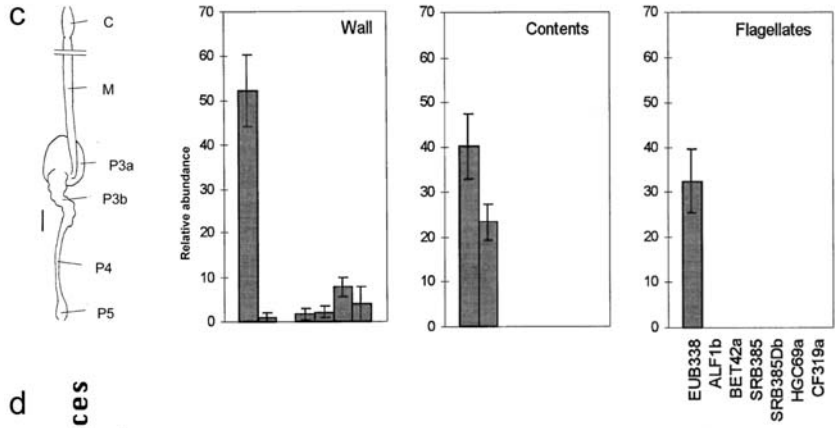 c
C
M
P3a
P3b
P4
P5
Relative abundance
70
60
50
40
30
20
10
0
Wall
70
60
50
40
30
20
10
0
Contents
70
60
50
40
30
20
10
0
Flagellates
EUB338
ALF1b
BET42a
SRB385
SRB385Db
HGC69a
CF319a
d
ces